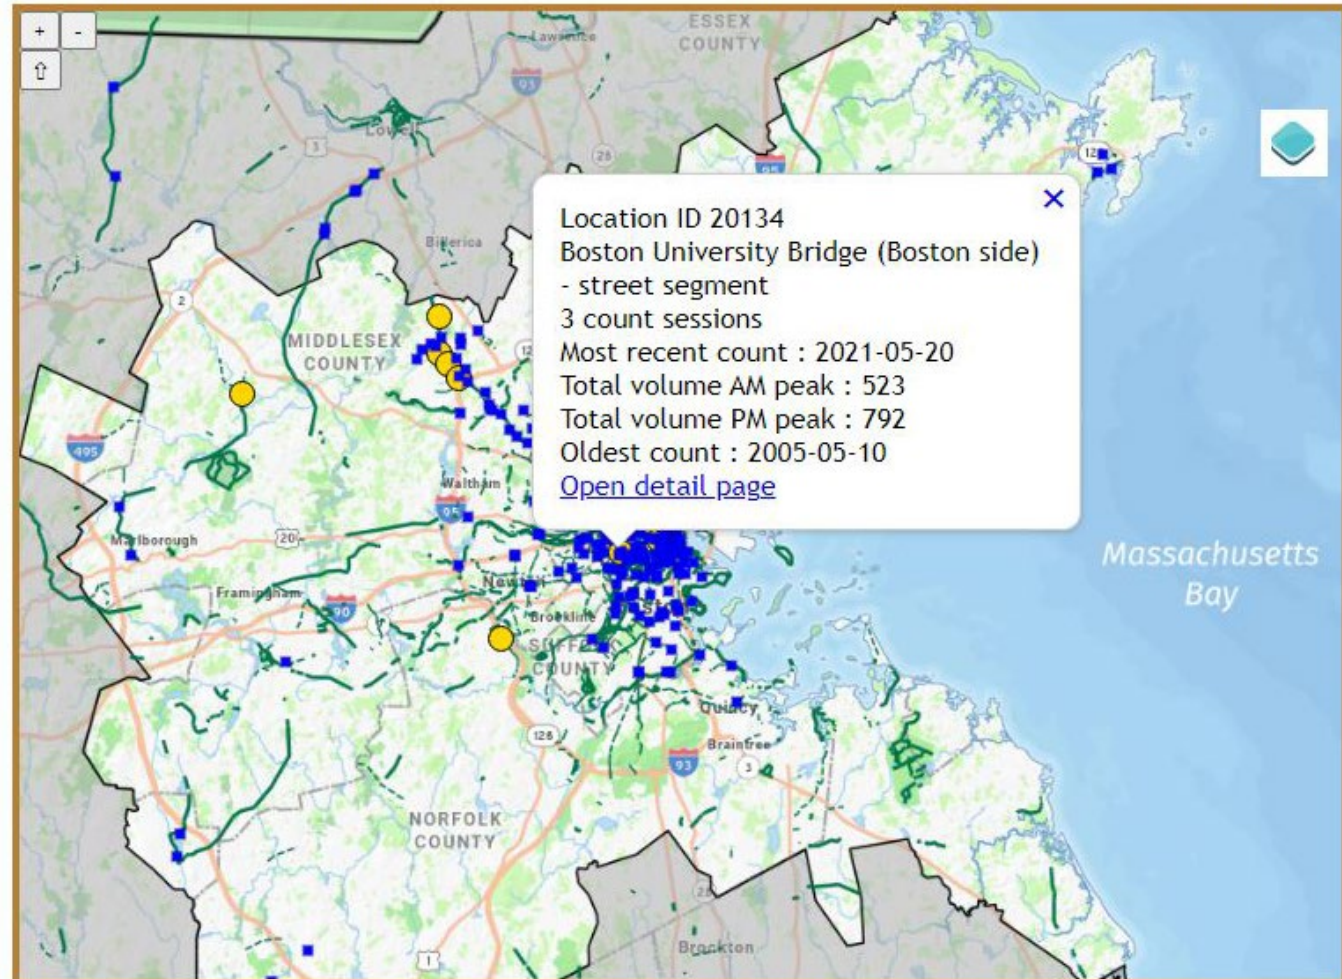 +
-
⇧
ESSEX
COUNTY
Lawrence
93
Lowell
3
28
95
128
Billerica
2
Location ID 20134
Boston University Bridge (Boston side)
- street segment
3 count sessions
Most recent count : 2021-05-20
Total volume AM peak : 523
Total volume PM peak : 792
Oldest count : 2005-05-10
Open detail page
MIDDLESEX
COUNTY
495
Waltham
95
Marlborough
20
Massachusetts
Bay
Newton
Framingham
90
Brookline
SUFFOLK
COUNTY
Quincy
128
Braintree
93
3
NORFOLK
COUNTY
28
Brockton
1